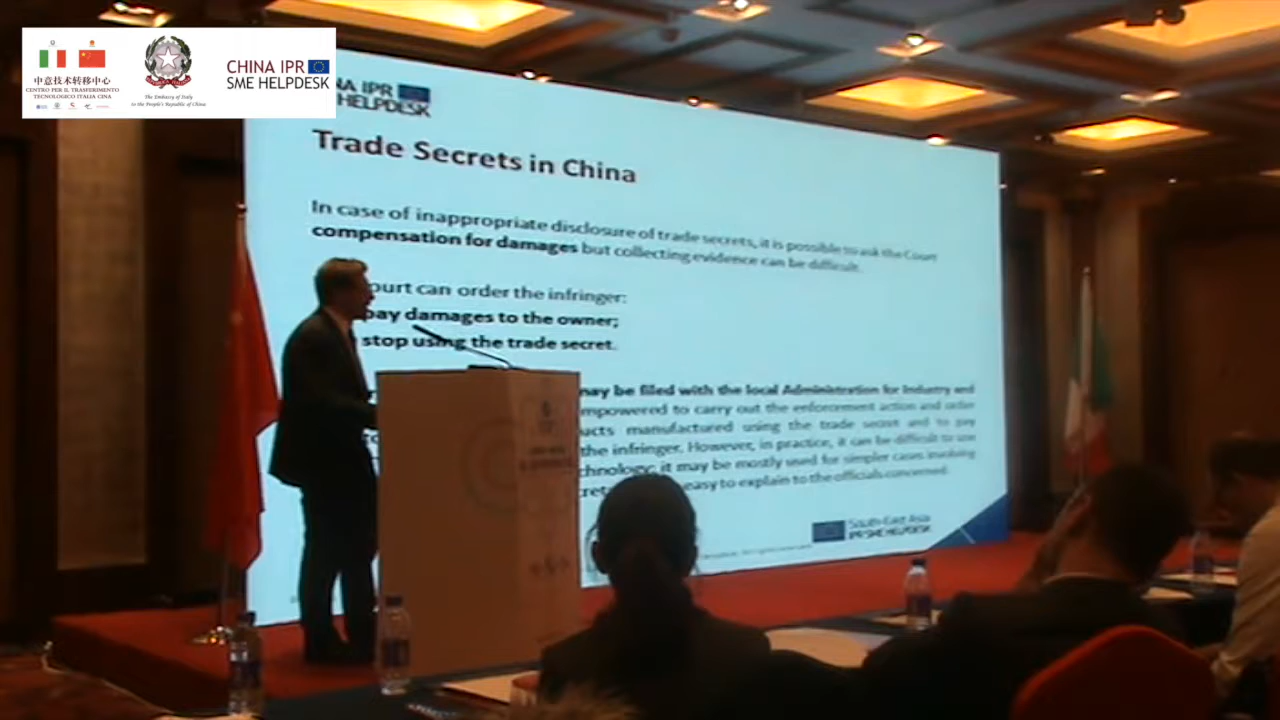 中意技术转移中心
CENTRO PER IL TRASFERIMENTO
TECNOLOGICO ITALIA CINA
The Embassy of Italy
to the People's Republic of China
CHINA IPR
SME HELPDESK
NA IPR
HELPDESK
Trade Secrets in China
In case of inappropriate disclosure of trade secrets, it is possible to ask the Court
compensation for damages but collecting evidence can be difficult.
ourt can order the infringer:
pay damages to the owner;
stop using the trade secret.
may be filed with the local Administration for Industry and
mpowered to carry out the enforcement action and order
ucts manufactured using the trade secret and to pay
the infringer. However, in practice, it can be difficult to use
chnology; it may be mostly used for simpler cases involving
easy to explain to the officials concerned.
South-East Asia
IPR SME HELPDESK
All rights reserved